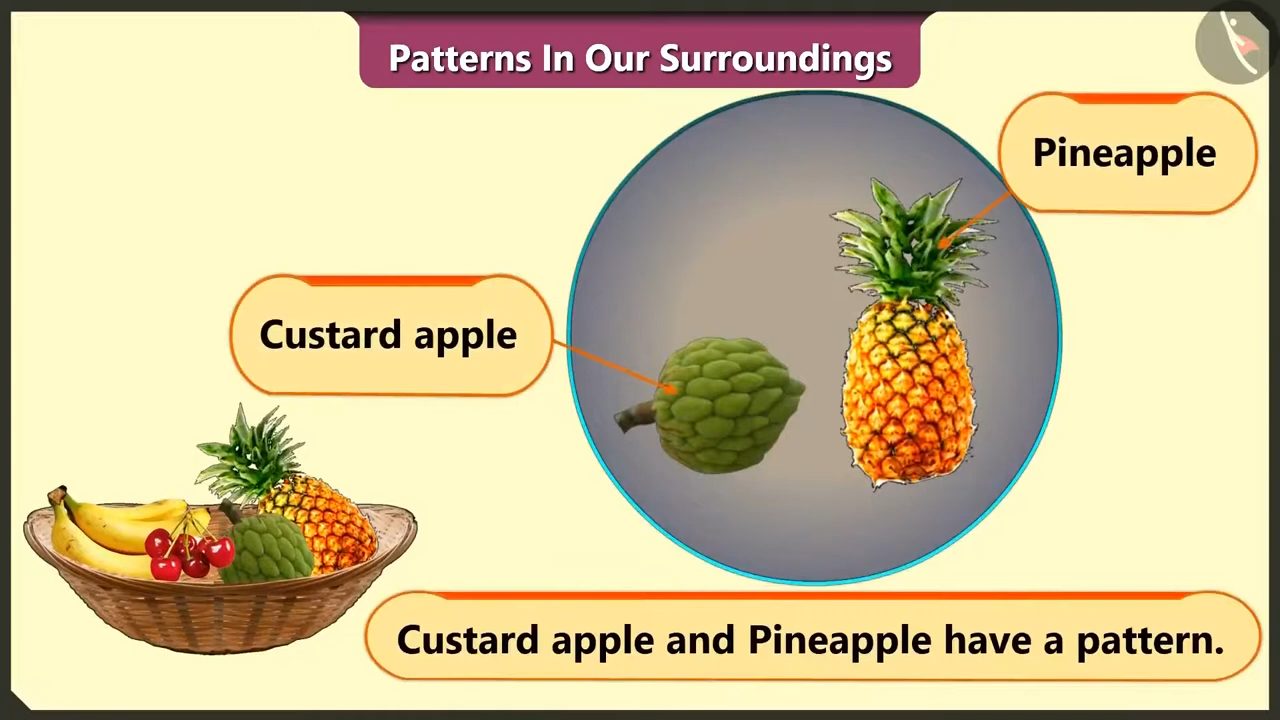 Patterns In Our Surroundings
Pineapple
Custard apple
Custard apple and Pineapple have a pattern.